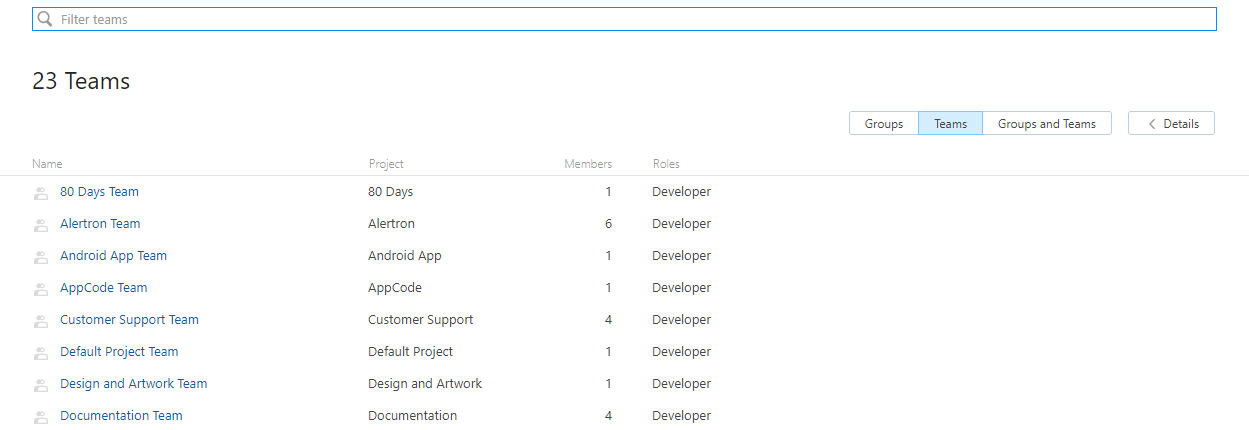 Filter teams
23 Teams
Groups Teams Groups and Teams Details
Name Project Members Roles
80 Days Team 80 Days 1 Developer
Alertron Team Alertron 6 Developer
Android App Team Android App 1 Developer
AppCode Team AppCode 1 Developer
Customer Support Team Customer Support 4 Developer
Default Project Team Default Project 1 Developer
Design and Artwork Team Design and Artwork 1 Developer
Documentation Team Documentation 4 Developer